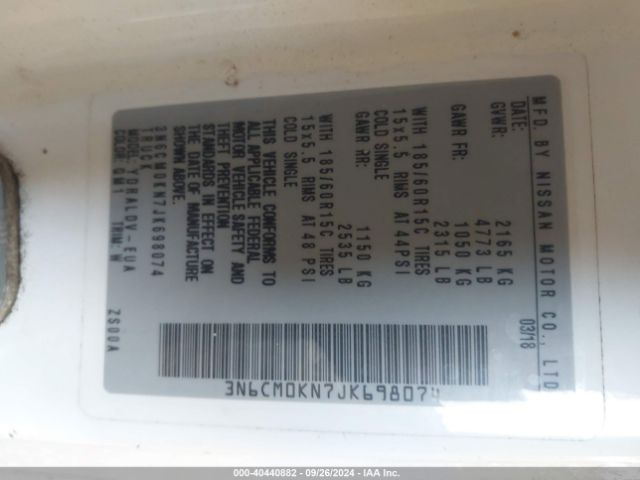 MFD. BY NISSAN MOTOR CO., LTD
DATE: 03/18
GVWR: 2165 KG
4773 LB
GAWR FR: 1050 KG
2315 LB
WITH 185/60R15C TIRES
15x5.5 RIMS AT 44PSI
COLD SINGLE
GAWR RR: 1150 KG
2535 LB
WITH 185/60R15C TIRES
15x5.5 RIMS AT 48 PSI
COLD SINGLE
THIS VEHICLE CONFORMS TO
ALL APPLICABLE FEDERAL
MOTOR VEHICLE SAFETY AND
THEFT PREVENTION
STANDARDS IN EFFECT ON
THE DATE OF MANUFACTURE
SHOWN ABOVE.
3N6CM0KN7JK698074
TRUCK
COLOR: QM1 TRIM: W
ZS00A
3N6CM0KN7JK698074
000-40440882 / 09/26/2024 - IAA Inc.